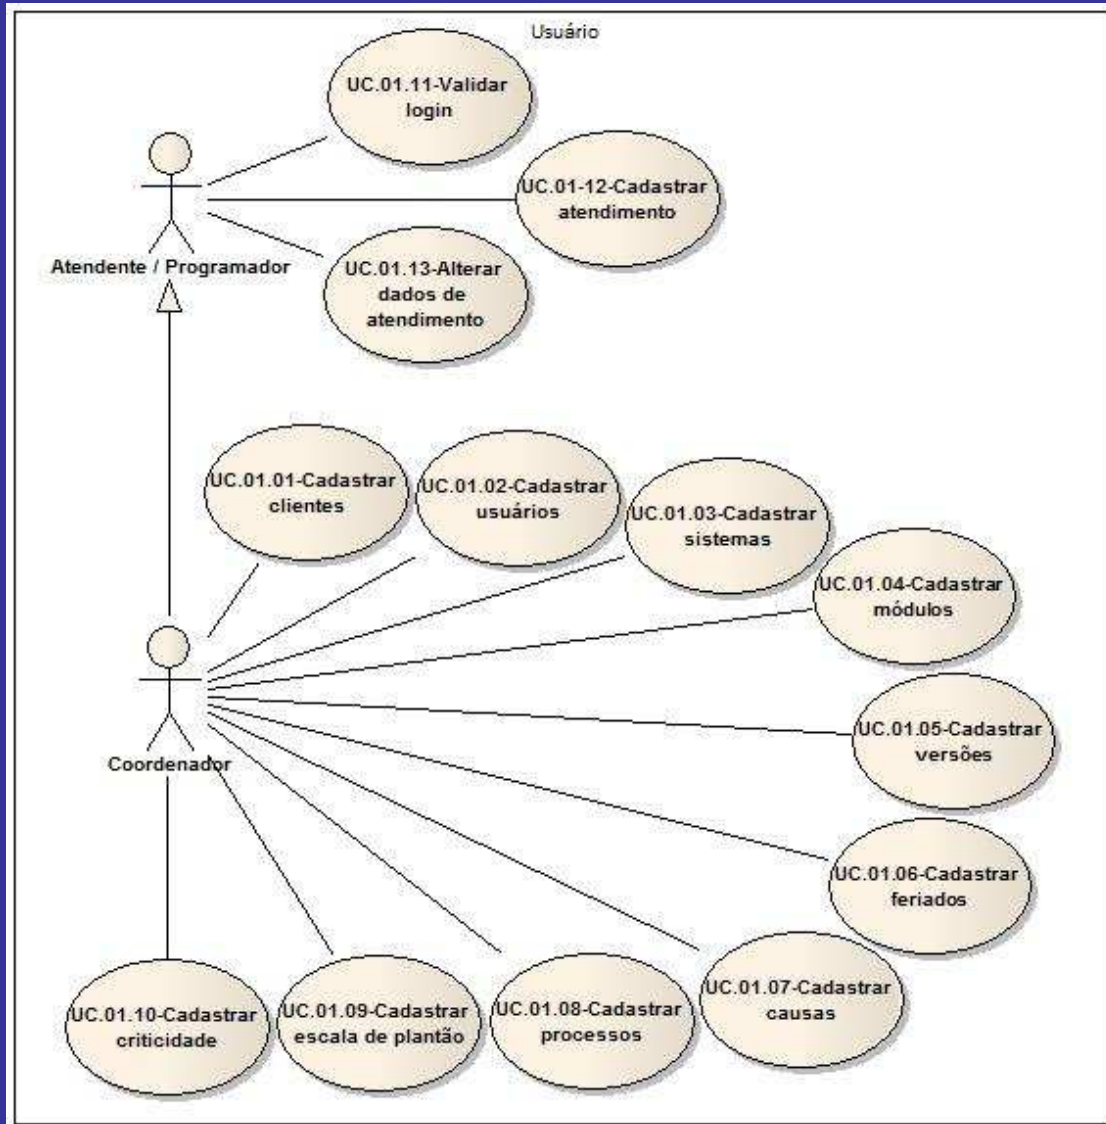 Usuário
UC.01.11-Validar
login
UC.01-12-Cadastrar
atendimento
Atendente / Programador
UC.01.13-Alterar
dados de
atendimento
UC.01.01-Cadastrar
clientes
UC.01.02-Cadastrar
usuários
UC.01.03-Cadastrar
sistemas
UC.01.04-Cadastrar
módulos
UC.01.05-Cadastrar
versões
Coordenador
UC.01.06-Cadastrar
feriados
UC.01.07-Cadastrar
causas
UC.01.08-Cadastrar
processos
UC.01.09-Cadastrar
escala de plantão
UC.01.10-Cadastrar
criticidade